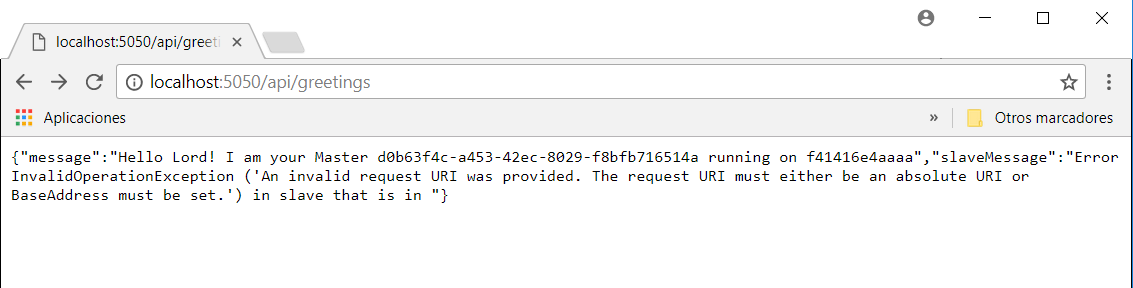 localhost:5050/api/greeti
localhost:5050/api/greetings
Aplicaciones
»
Otros marcadores
{"message":"Hello Lord! I am your Master d0b63f4c-a453-42ec-8029-f8bfb716514a running on f41416e4aaaa","slaveMessage":"Error
InvalidOperationException ('An invalid request URI was provided. The request URI must either be an absolute URI or
BaseAddress must be set.') in slave that is in "}